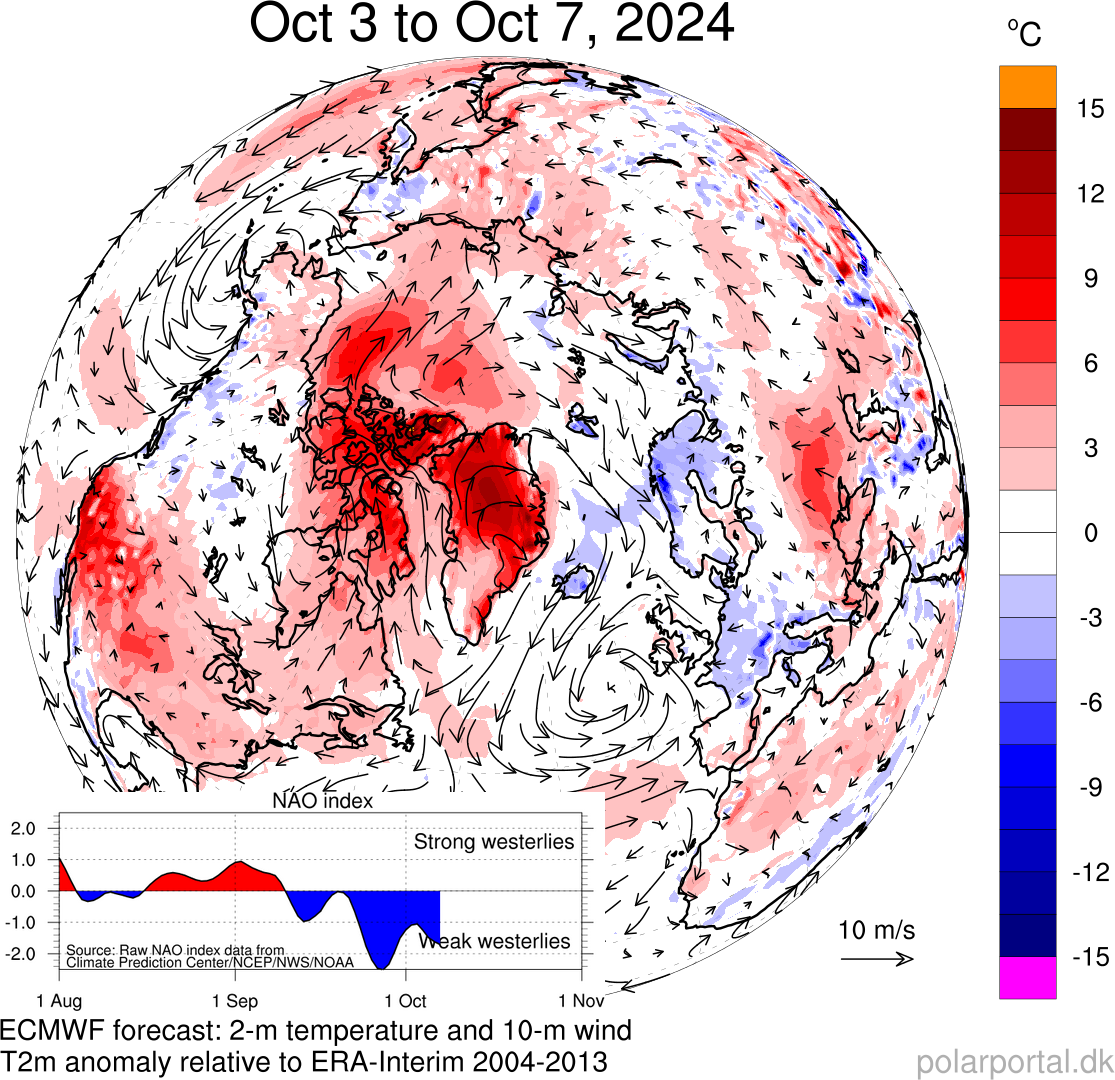 Oct 3 to Oct 7, 2024
°C
15
12
9
6
3
0
-3
-6
-9
-12
-15
10 m/s
NAO index
2.0
1.0
0.0
-1.0
-2.0
Strong westerlies
Weak westerlies
Source: Raw NAO index data from
Climate Prediction Center/NCEP/NWS/NOAA
1 Aug
1 Sep
1 Oct
1 Nov
ECMWF forecast: 2-m temperature and 10-m wind
T2m anomaly relative to ERA-Interim 2004-2013
polarportal.dk